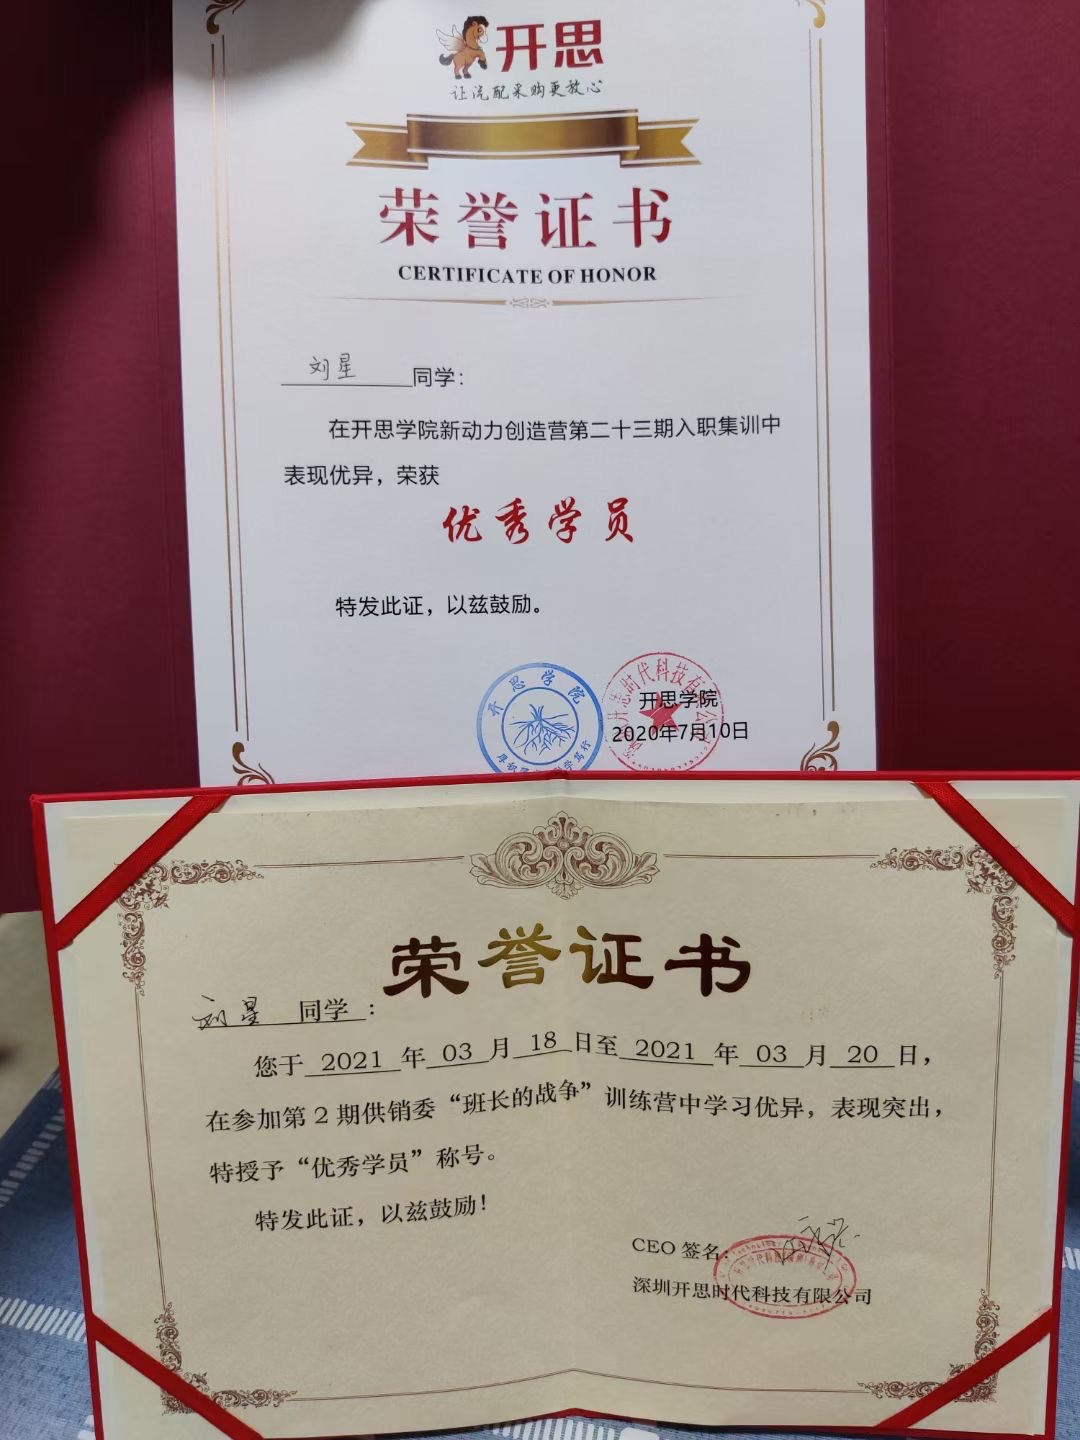 开思
让汽配采购更放心
荣誉证书
CERTIFICATE OF HONOR
刘星 同学：
在开思学院新动力创造营第二十三期入职集训中
表现优异，荣获
优秀学员
特发此证，以兹鼓励。
开思学院
开思时代科技有
开思学院
2020年7月10日
荣誉证书
刘星 同学：
您于 2021 年 03 月 18 日至 2021 年 03 月 20 日，
在参加第 2 期供销委“班长的战争”训练营中学习优异，表现突出，
特授予“优秀学员”称号。
特发此证，以兹鼓励！
CEO 签名：
深圳开思时代科技有限公司